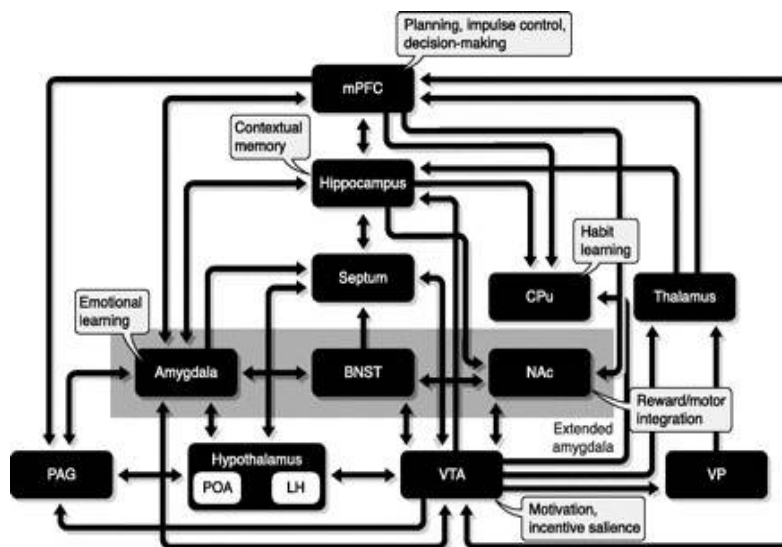 Planning, impulse control,
decision-making
mPFC
Contextual
memory
Hippocampus
Habit
learning
Septum
CPu
Thalamus
Emotional
learning
Amygdala
BNST
NAc
Reward/motor
integration
Extended
amygdala
PAG
Hypothalamus
POA
LH
VTA
VP
Motivation,
incentive salience